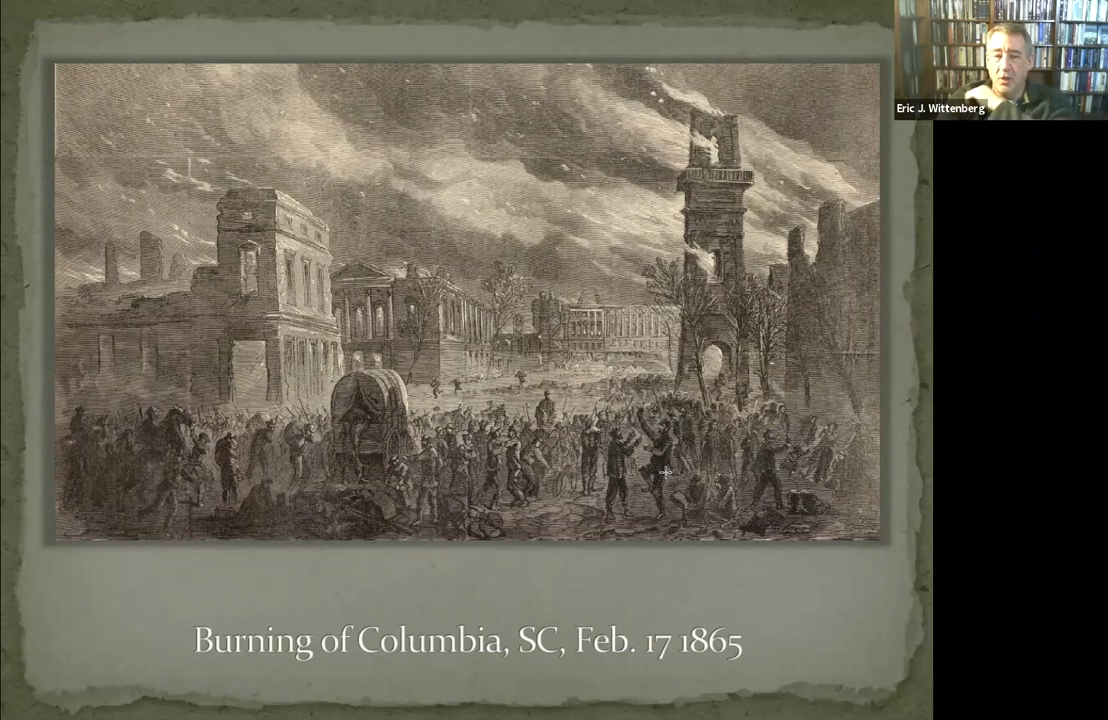 Eric J. Wittenberg
Burning of Columbia, SC, Feb. 17 1865